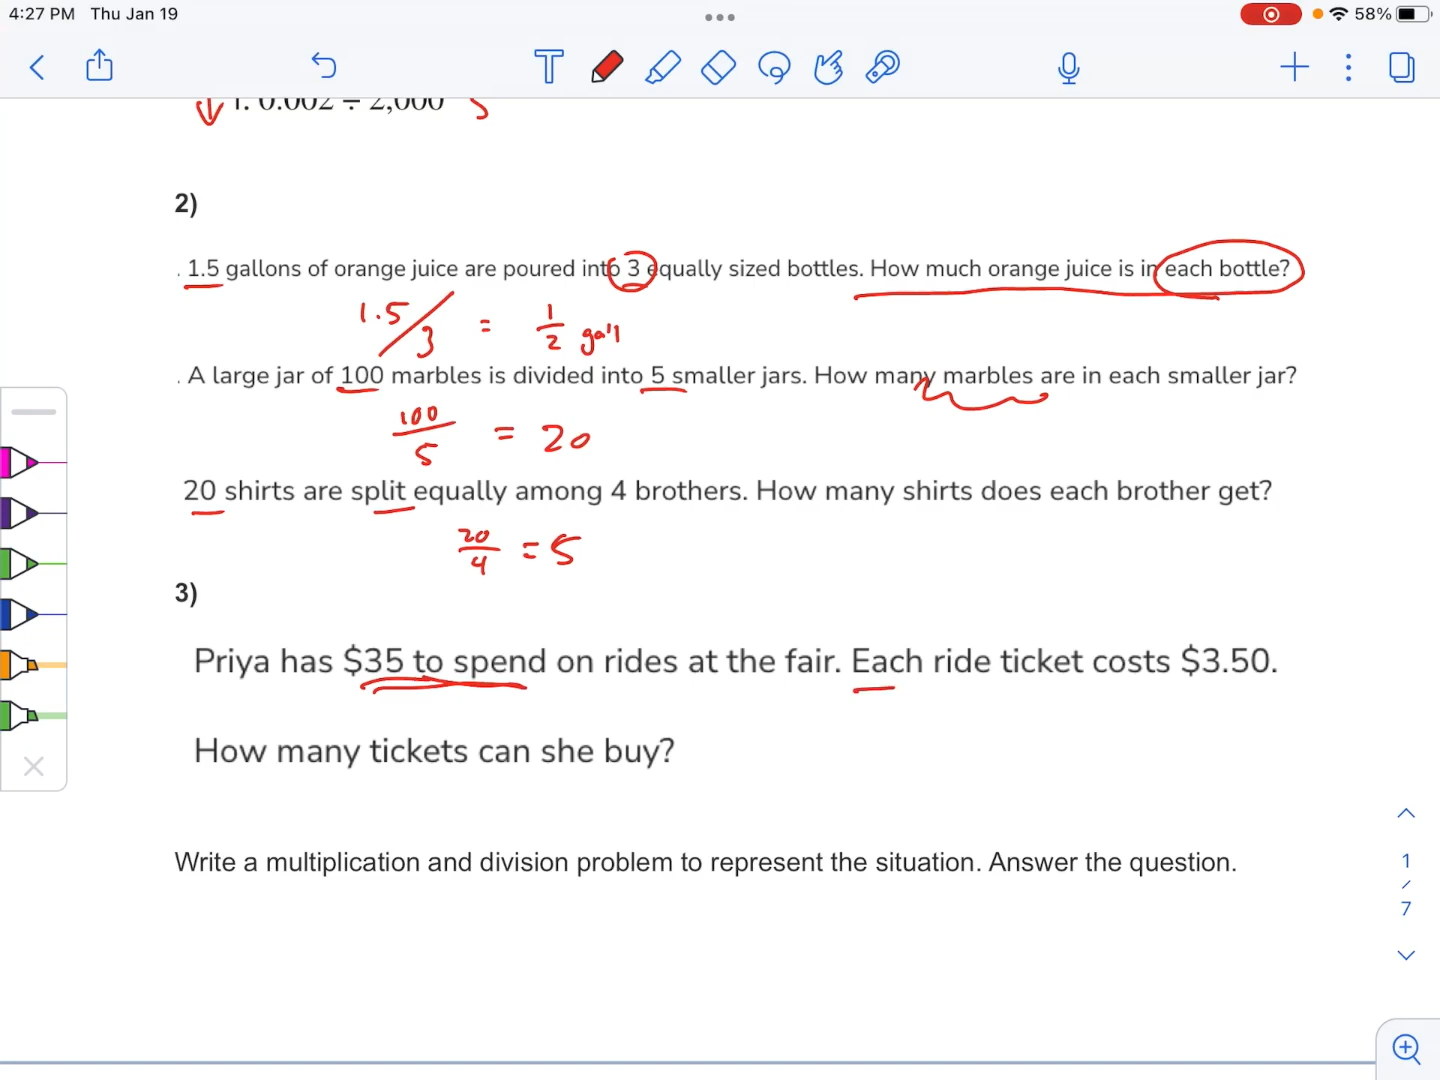 4:27 PM Thu Jan 19
58%
1. 0.002 ÷ 2,000
2)
. 1.5 gallons of orange juice are poured into 3 equally sized bottles. How much orange juice is in each bottle?
1.5/3 = 1/2 gal
. A large jar of 100 marbles is divided into 5 smaller jars. How many marbles are in each smaller jar?
100/5 = 20
20 shirts are split equally among 4 brothers. How many shirts does each brother get?
20/4 = 5
3)
Priya has $35 to spend on rides at the fair. Each ride ticket costs $3.50.
How many tickets can she buy?
Write a multiplication and division problem to represent the situation. Answer the question.
1
/
7